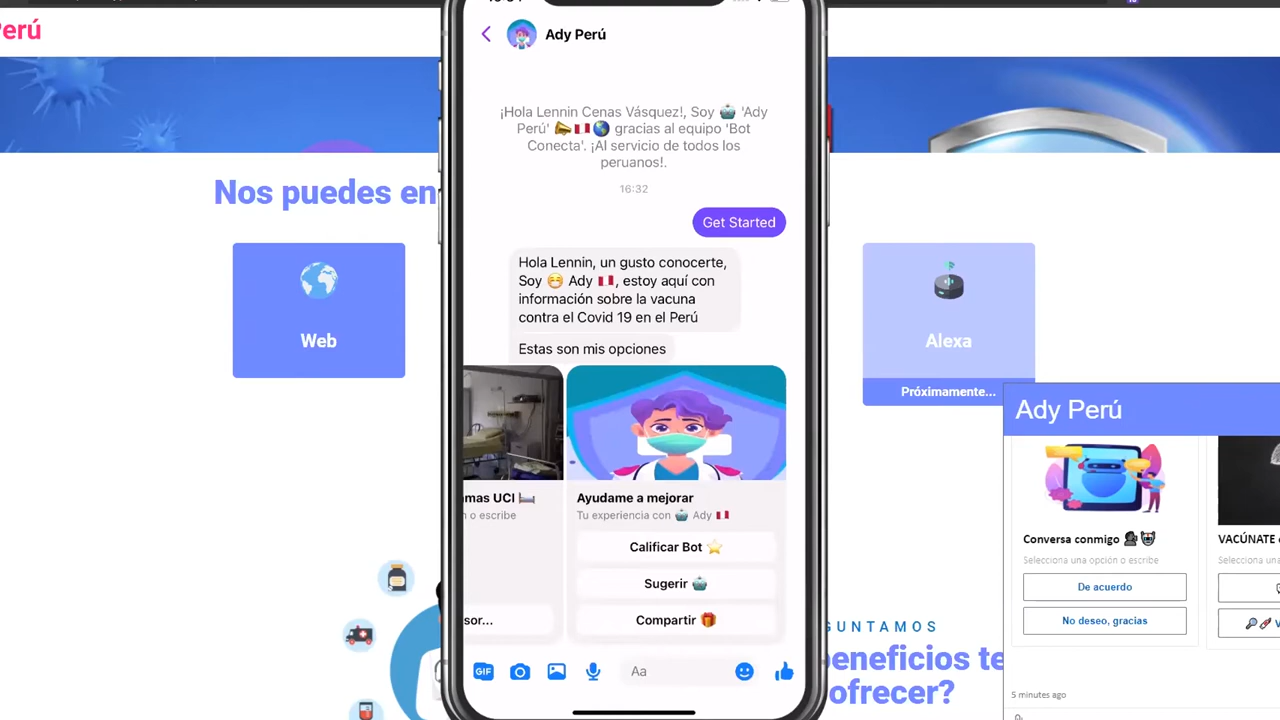 Perú
Ady Perú
¡Hola Lennin Cenas Vásquez!, Soy 🤖 'Ady
Perú' 📣🇵🇪🌎 gracias al equipo 'Bot
Conecta'. ¡Al servicio de todos los
peruanos!.
16:32
Get Started
Hola Lennin, un gusto conocerte,
Soy 😁 Ady 🇵🇪, estoy aquí con
información sobre la vacuna
contra el Covid 19 en el Perú
Estas son mis opciones
UCI 🛏️
o escribe
sor...
Ayudame a mejorar
Tu experiencia con 🤖 Ady 🇵🇪
Calificar Bot ⭐
Sugerir 🤖
Compartir 🎁
GIF
Aa
Nos puedes en
Web
Alexa
Próximamente...
GUNTAMOS
beneficios te
ofrecer?
Ady Perú
Conversa conmigo
Selecciona una opción o escribe
De acuerdo
No deseo, gracias
VACÚNATE
Selecciona una
5 minutes ago